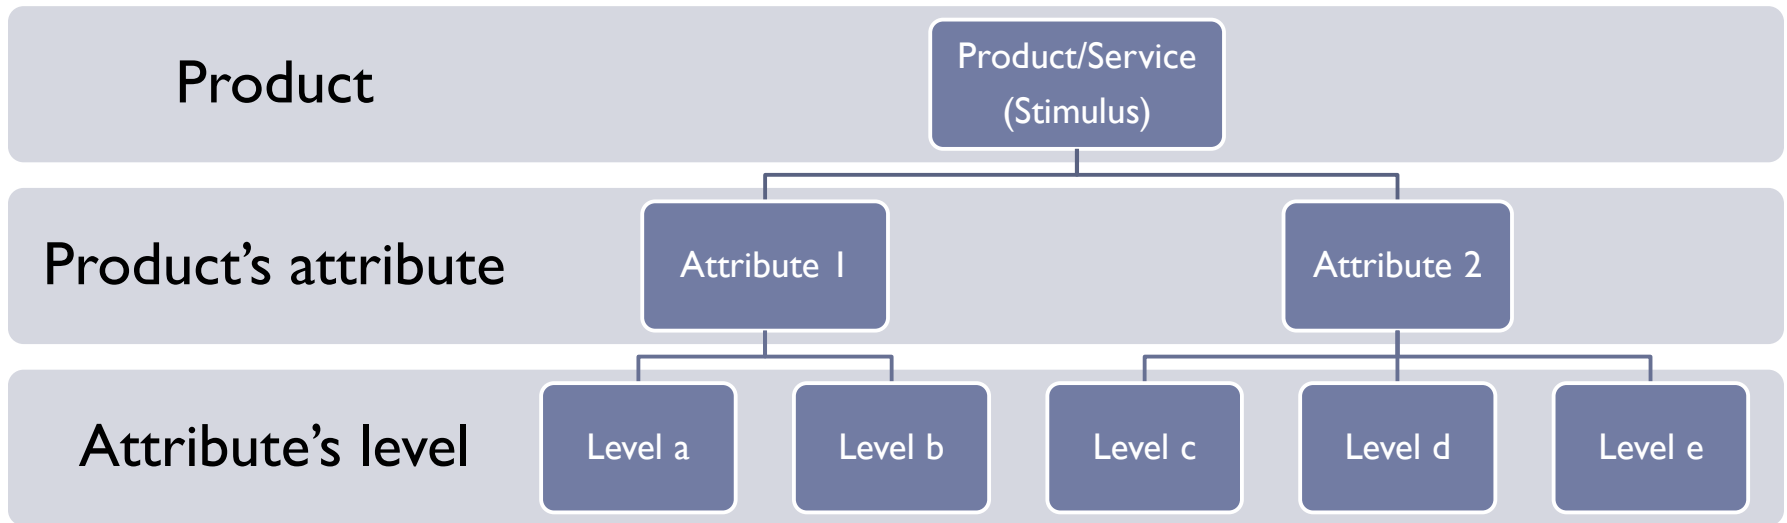 Product
Product/Service
(Stimulus)
Product’s attribute
Attribute 1
Attribute 2
Attribute’s level
Level a
Level b
Level c
Level d
Level e